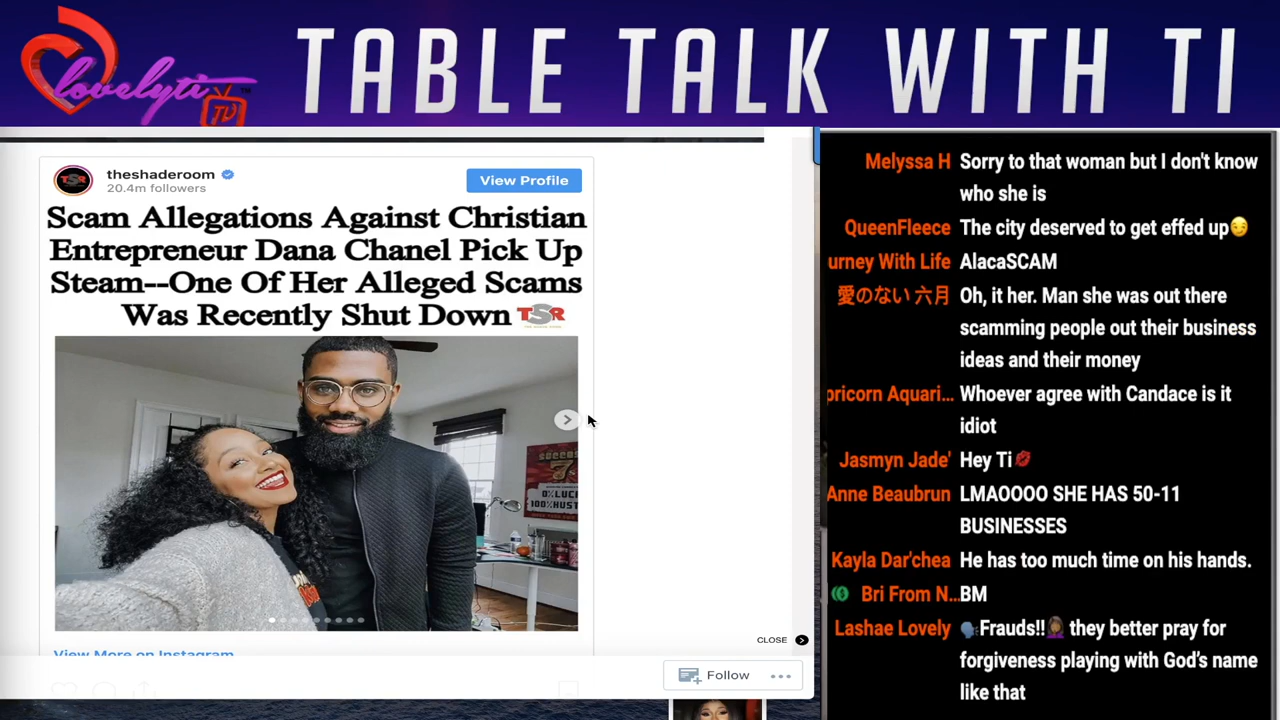 lovelyti
TV
TABLE TALK WITH TI
theshaderoom
20.4m followers
View Profile
Scam Allegations Against Christian
Entrepreneur Dana Chanel Pick Up
Steam--One Of Her Alleged Scams
Was Recently Shut Down TSR
SUCCESS
0%LUCK
100%HUST
View More on Instagram
CLOSE
Follow
Melyssa H Sorry to that woman but I don't know
who she is
QueenFleece The city deserved to get effed up😏
urney With Life AlacaSCAM
愛のない 六月 Oh, it her. Man she was out there
scamming people out their business
ideas and their money
pricorn Aquari... Whoever agree with Candace is it
idiot
Jasmyn Jade' Hey Ti💋
Anne Beaubrun LMAOOOO SHE HAS 50-11
BUSINESSES
Kayla Dar'chea He has too much time on his hands.
Bri From N... BM
Lashae Lovely 🗣Frauds!!🤦🏾‍♀️ they better pray for
forgiveness playing with God's name
like that